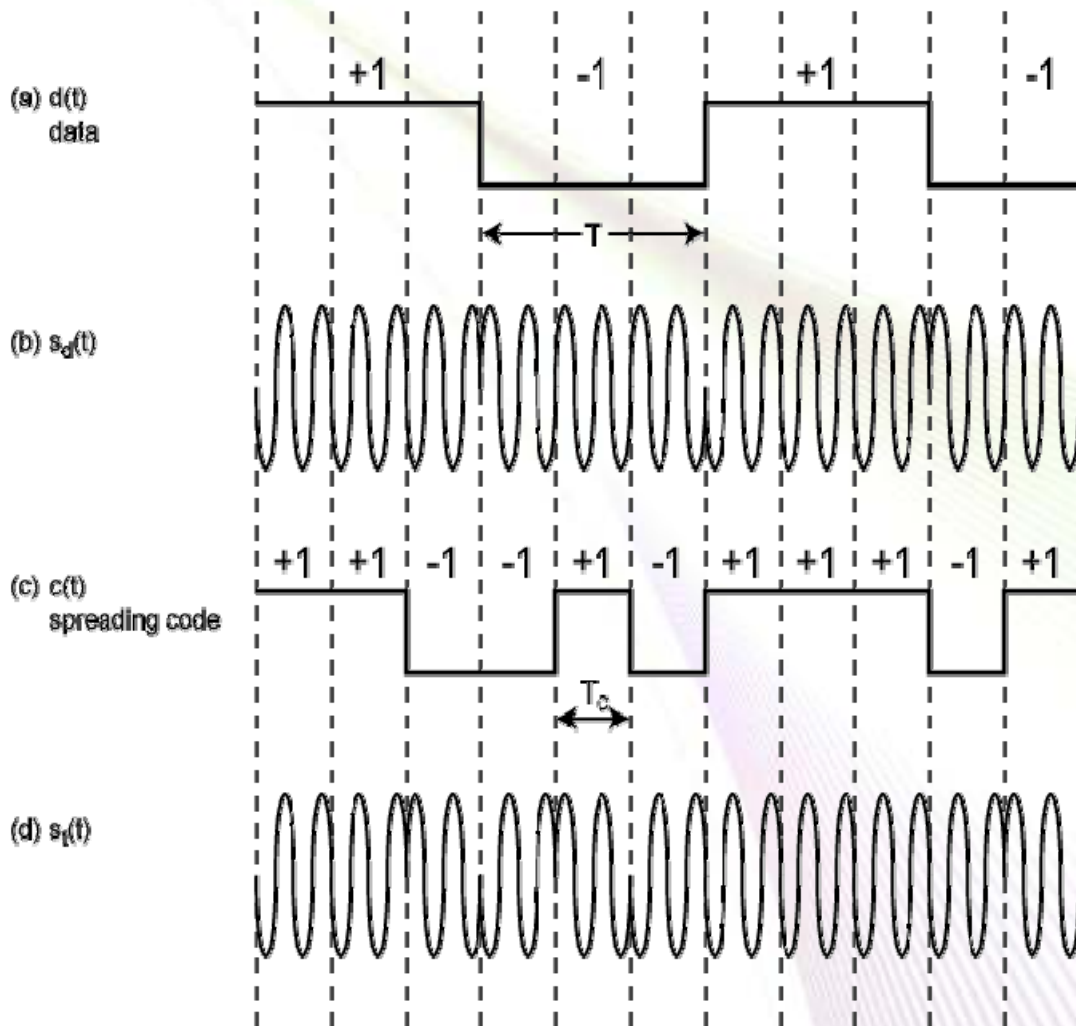 +1 -1 +1 -1
(a) d(t)
data
T
(b) s_d(t)
+1 +1 -1 -1 +1 -1 +1 +1 +1 -1 +1
(c) c(t)
spreading code
T_c
(d) s_t(t)